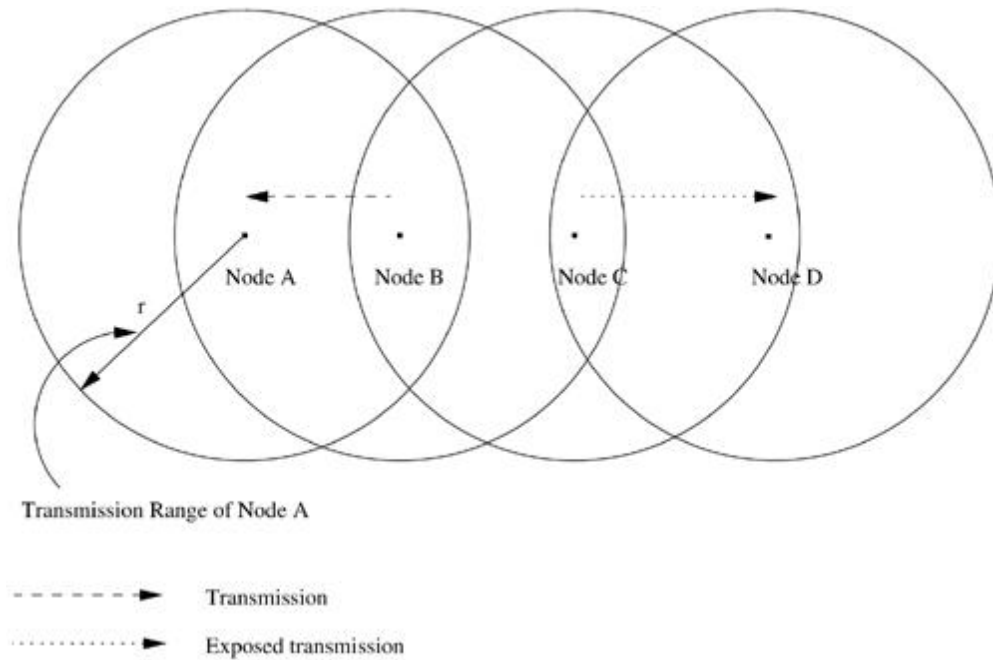 Node A
Node B
Node C
Node D
r
Transmission Range of Node A
Transmission
Exposed transmission